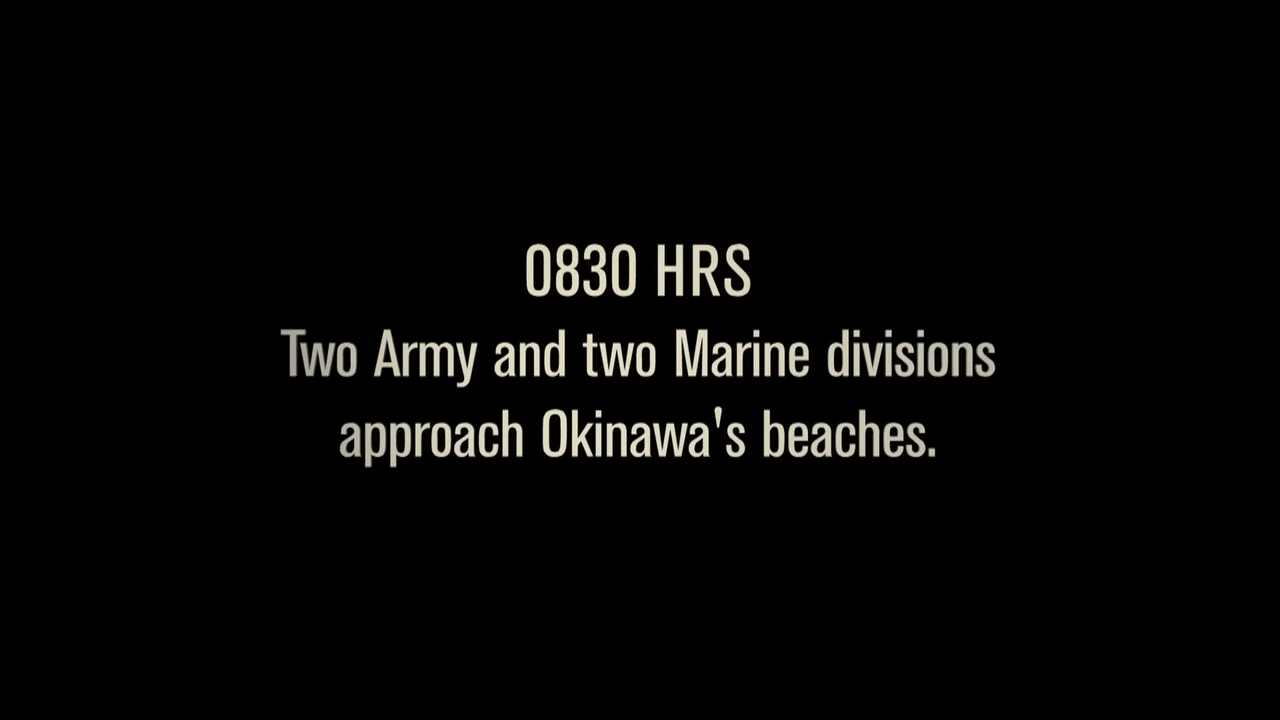 0830 HRS
Two Army and two Marine divisions
approach Okinawa's beaches.